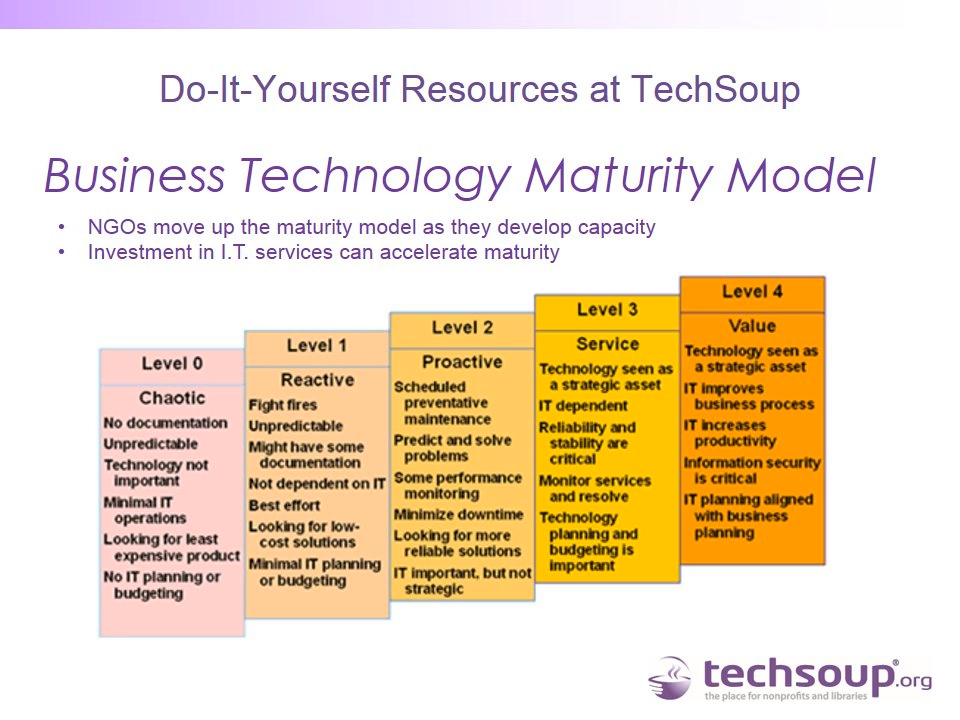 Do-It-Yourself Resources at TechSoup
Business Technology Maturity Model
• NGOs move up the maturity model as they develop capacity
• Investment in I.T. services can accelerate maturity
Level 0
Chaotic
No documentation
Unpredictable
Technology not
important
Minimal IT
operations
Looking for least
expensive product
No IT planning or
budgeting
Level 1
Reactive
Fight fires
Unpredictable
Might have some
documentation
Not dependent on IT
Best effort
Looking for low-
cost solutions
Minimal IT planning
or budgeting
Level 2
Proactive
Scheduled
preventative
maintenance
Predict and solve
problems
Some performance
monitoring
Minimize downtime
Looking for more
reliable solutions
IT important, but not
strategic
Level 3
Service
Technology seen as
a strategic asset
IT dependent
Reliability and
stability are
critical
Monitor services
and resolve
Technology
planning and
budgeting is
important
Level 4
Value
Technology seen as
a strategic asset
IT improves
business process
IT increases
productivity
Information security
is critical
IT planning aligned
with business
planning
techsoup®.org
the place for nonprofits and libraries